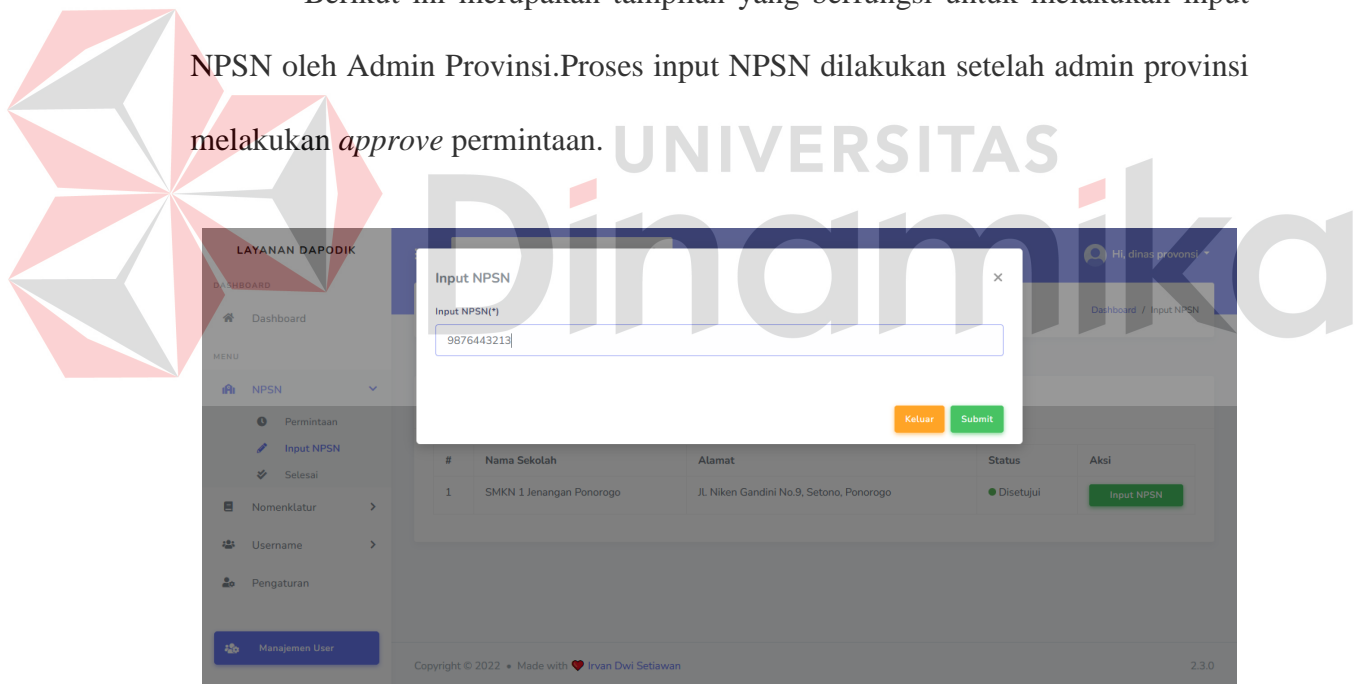 Berikut ini merupakan tampilan yang berfungsi untuk melakukan input
NPSN oleh Admin Provinsi.Proses input NPSN dilakukan setelah admin provinsi
melakukan approve permintaan.
UNIVERSITAS
Dinamika
LAYANAN DAPODIK
Hi, dinas provonsi
Input NPSN
×
DASHBOARD
Input NPSN(*)
Dashboard / Input NPSN
Dashboard
9876443213
MENU
NPSN
Permintaan
Keluar Submit
Input NPSN
# Nama Sekolah Alamat Status Aksi
Selesai
1 SMKN 1 Jenangan Ponorogo Jl. Niken Gandini No.9, Setono, Ponorogo Disetujui Input NPSN
Nomenklatur
Username
Pengaturan
Manajemen User
Copyright © 2022 • Made with ❤ Irvan Dwi Setiawan 2.3.0